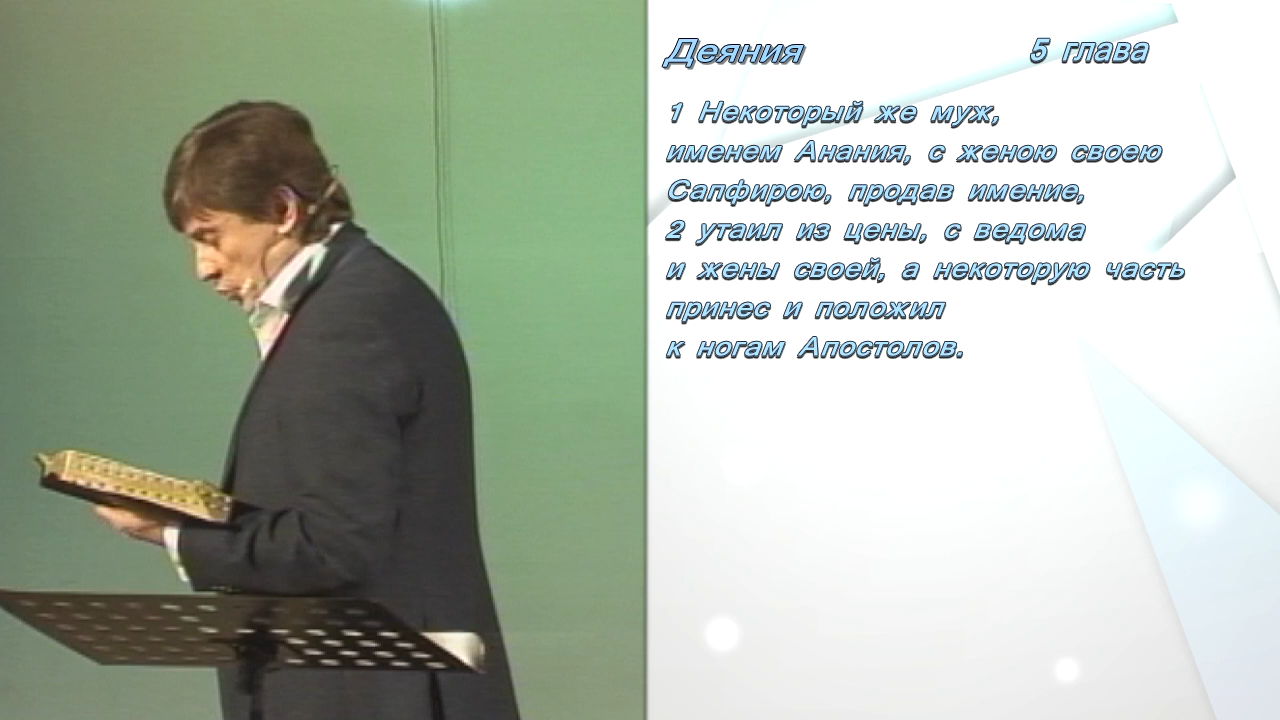 Деяния 5 глава
1 Некоторый же муж,
именем Анания, с женою своею
Сапфирою, продав имение,
2 утаил из цены, с ведома
и жены своей, а некоторую часть
принес и положил
к ногам Апостолов.